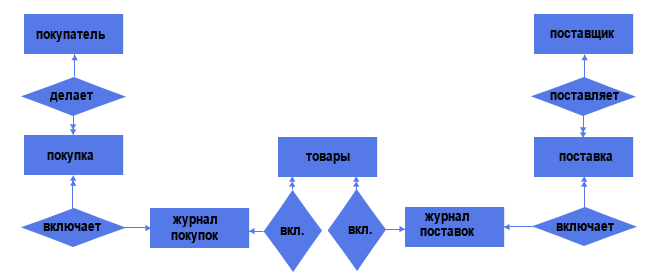 покупатель
поставщик
делает
поставляет
покупка
товары
поставка
включает
журнал
покупок
вкл.
вкл.
журнал
поставок
включает